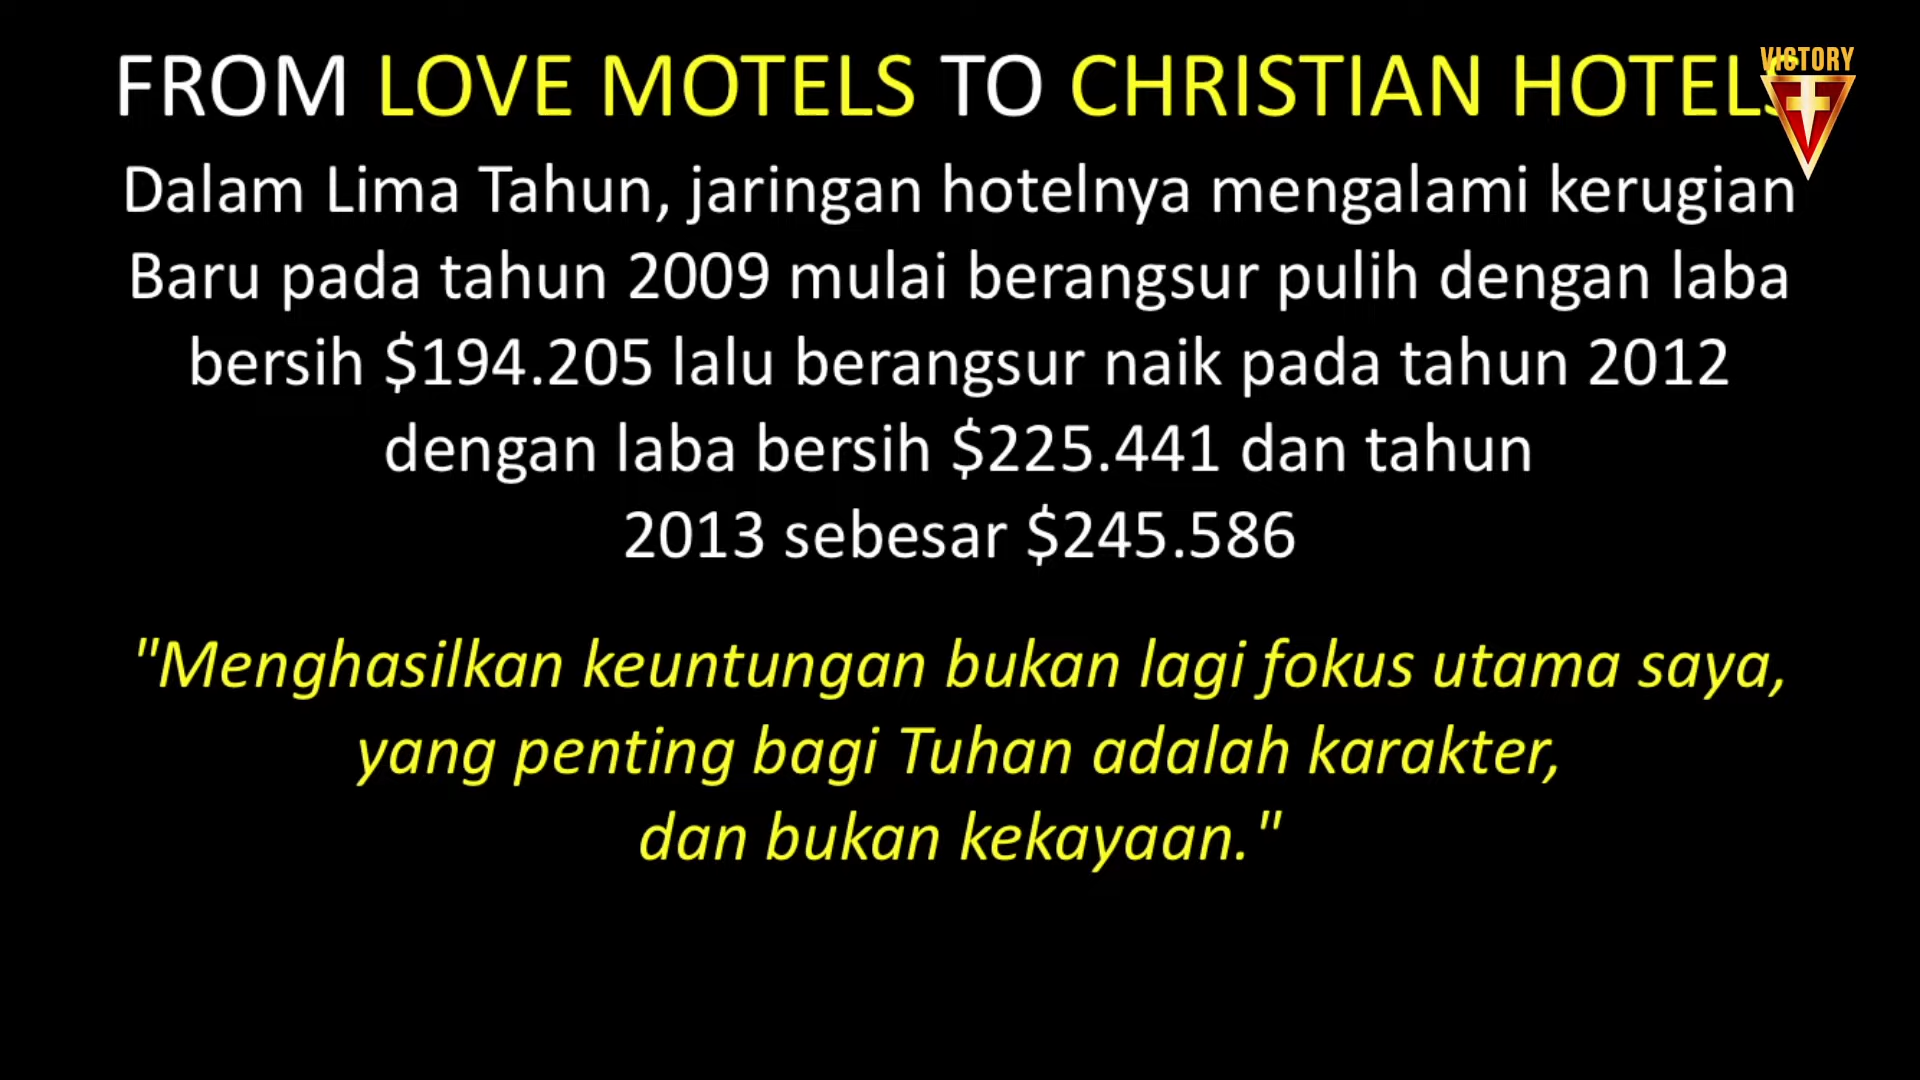 FROM LOVE MOTELS TO CHRISTIAN HOTELS
VICTORY
Dalam Lima Tahun, jaringan hotelnya mengalami kerugian
Baru pada tahun 2009 mulai berangsur pulih dengan laba
bersih $194.205 lalu berangsur naik pada tahun 2012
dengan laba bersih $225.441 dan tahun
2013 sebesar $245.586
"Menghasilkan keuntungan bukan lagi fokus utama saya,
yang penting bagi Tuhan adalah karakter,
dan bukan kekayaan."